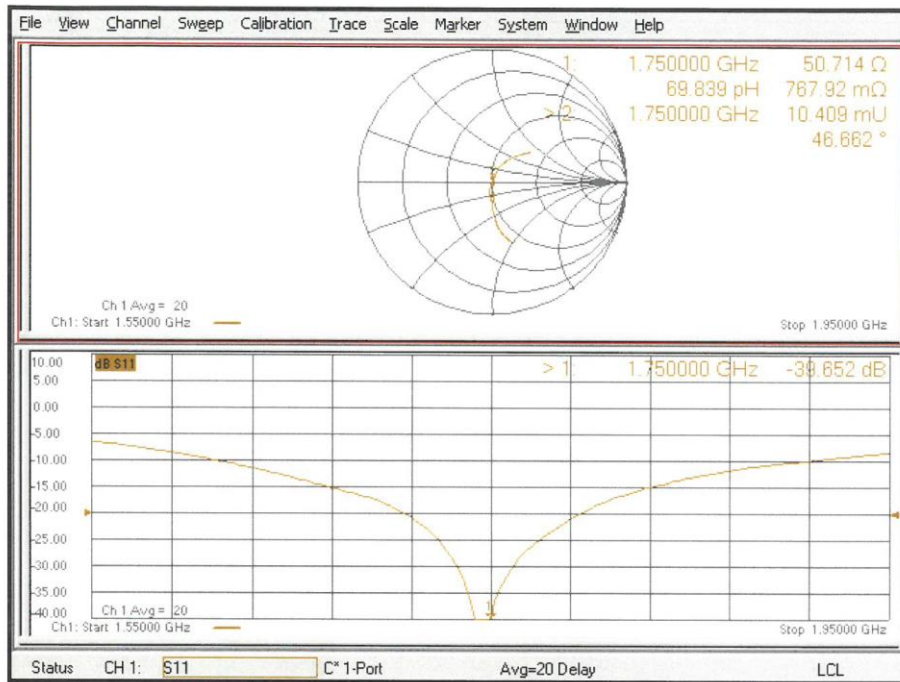 File View Channel Sweep Calibration Trace Scale Marker System Window Help
1: 1.750000 GHz 50.714 Ω
69.839 pH 767.92 mΩ
> 2: 1.750000 GHz 10.409 mU
46.662 °
Ch 1 Avg = 20
Ch1: Start 1.55000 GHz
Stop 1.95000 GHz
10.00 dB S11
> 1: 1.750000 GHz -39.652 dB
5.00
0.00
-5.00
-10.00
-15.00
-20.00
-25.00
-30.00
-35.00
-40.00
1
Ch 1 Avg = 20
Ch1: Start 1.55000 GHz
Stop 1.95000 GHz
Status CH 1: S11 C* 1-Port Avg=20 Delay LCL